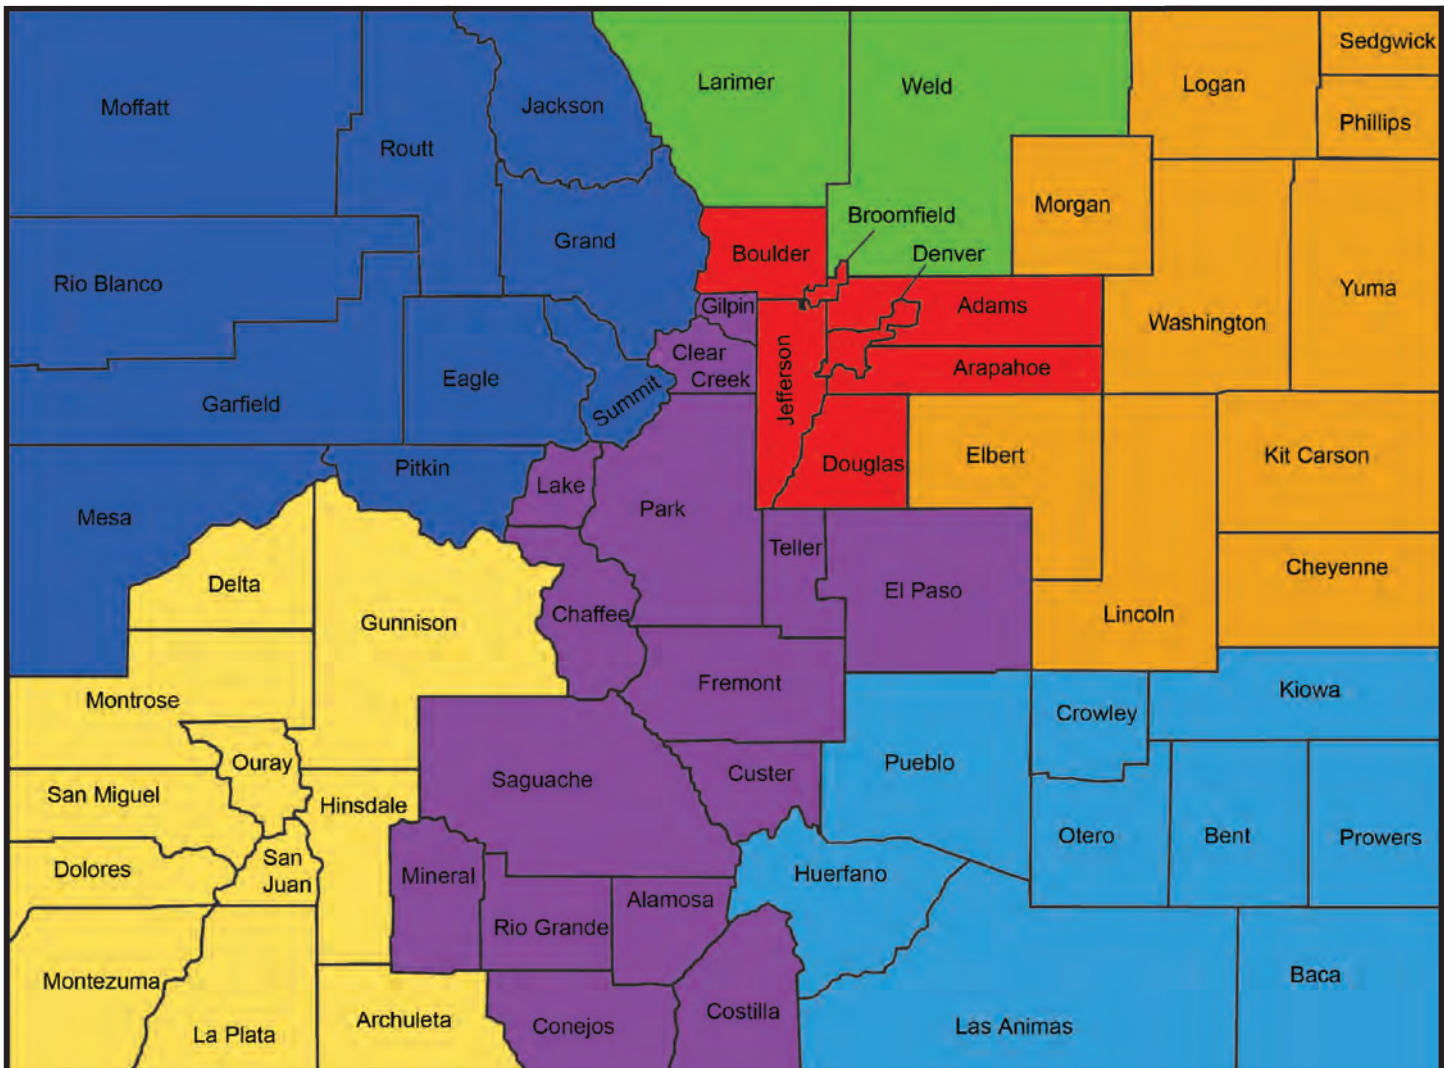 Sedgwick
Larimer
Weld
Logan
Moffatt
Jackson
Phillips
Routt
Morgan
Broomfield
Grand
Boulder
Denver
Rio Blanco
Yuma
Gilpin
Adams
Washington
Clear
Creek
Jefferson
Arapahoe
Eagle
Summit
Garfield
Pitkin
Douglas
Elbert
Kit Carson
Lake
Park
Mesa
Teller
Cheyenne
Delta
El Paso
Gunnison
Chaffee
Lincoln
Fremont
Kiowa
Montrose
Crowley
Ouray
Pueblo
Custer
Saguache
San Miguel
Hinsdale
Otero
Bent
Prowers
San
Juan
Dolores
Huerfano
Mineral
Alamosa
Rio Grande
Montezuma
Baca
Costilla
Archuleta
Conejos
Las Animas
La Plata